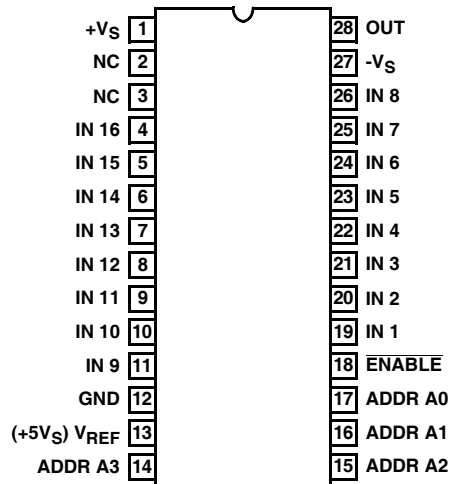 +VS 1 28 OUT
NC 2 27 -VS
NC 3 26 IN 8
IN 16 4 25 IN 7
IN 15 5 24 IN 6
IN 14 6 23 IN 5
IN 13 7 22 IN 4
IN 12 8 21 IN 3
IN 11 9 20 IN 2
IN 10 10 19 IN 1
IN 9 11 18 ENABLE
GND 12 17 ADDR A0
(+5VS) VREF 13 16 ADDR A1
ADDR A3 14 15 ADDR A2